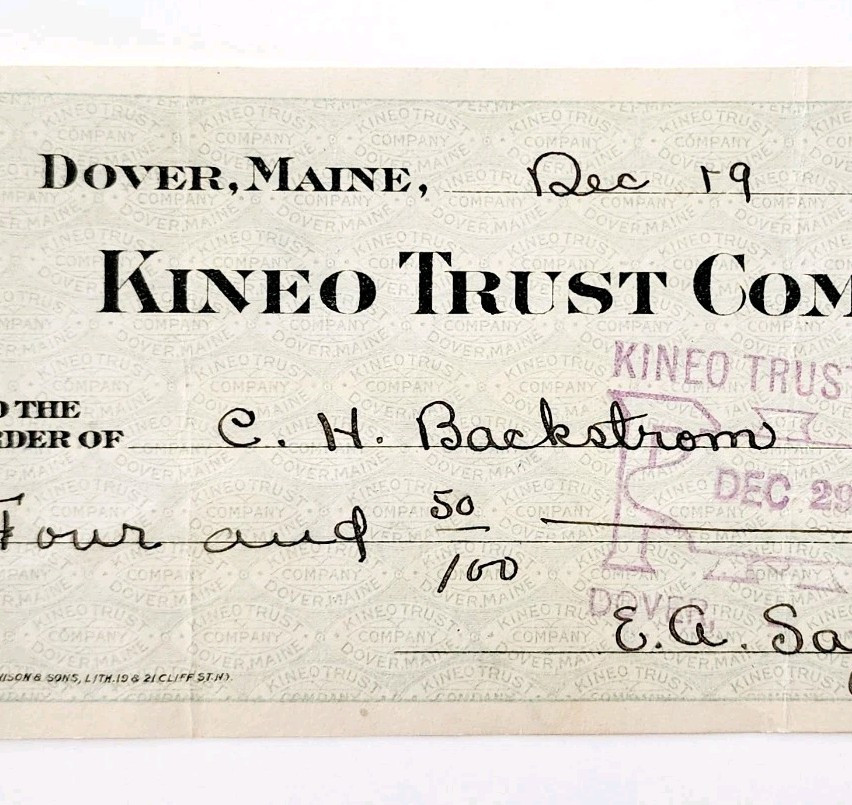 DOVER, MAINE, Dec 19
KINEO TRUST COM
KINEO TRUST
D THE
RDER OF C. H. Backstrom
DEC 29
Four and 50/100
DOVER,
E. A. Sa
ISON & SONS, LITH. 19 & 21 CLIFF ST. N.Y.